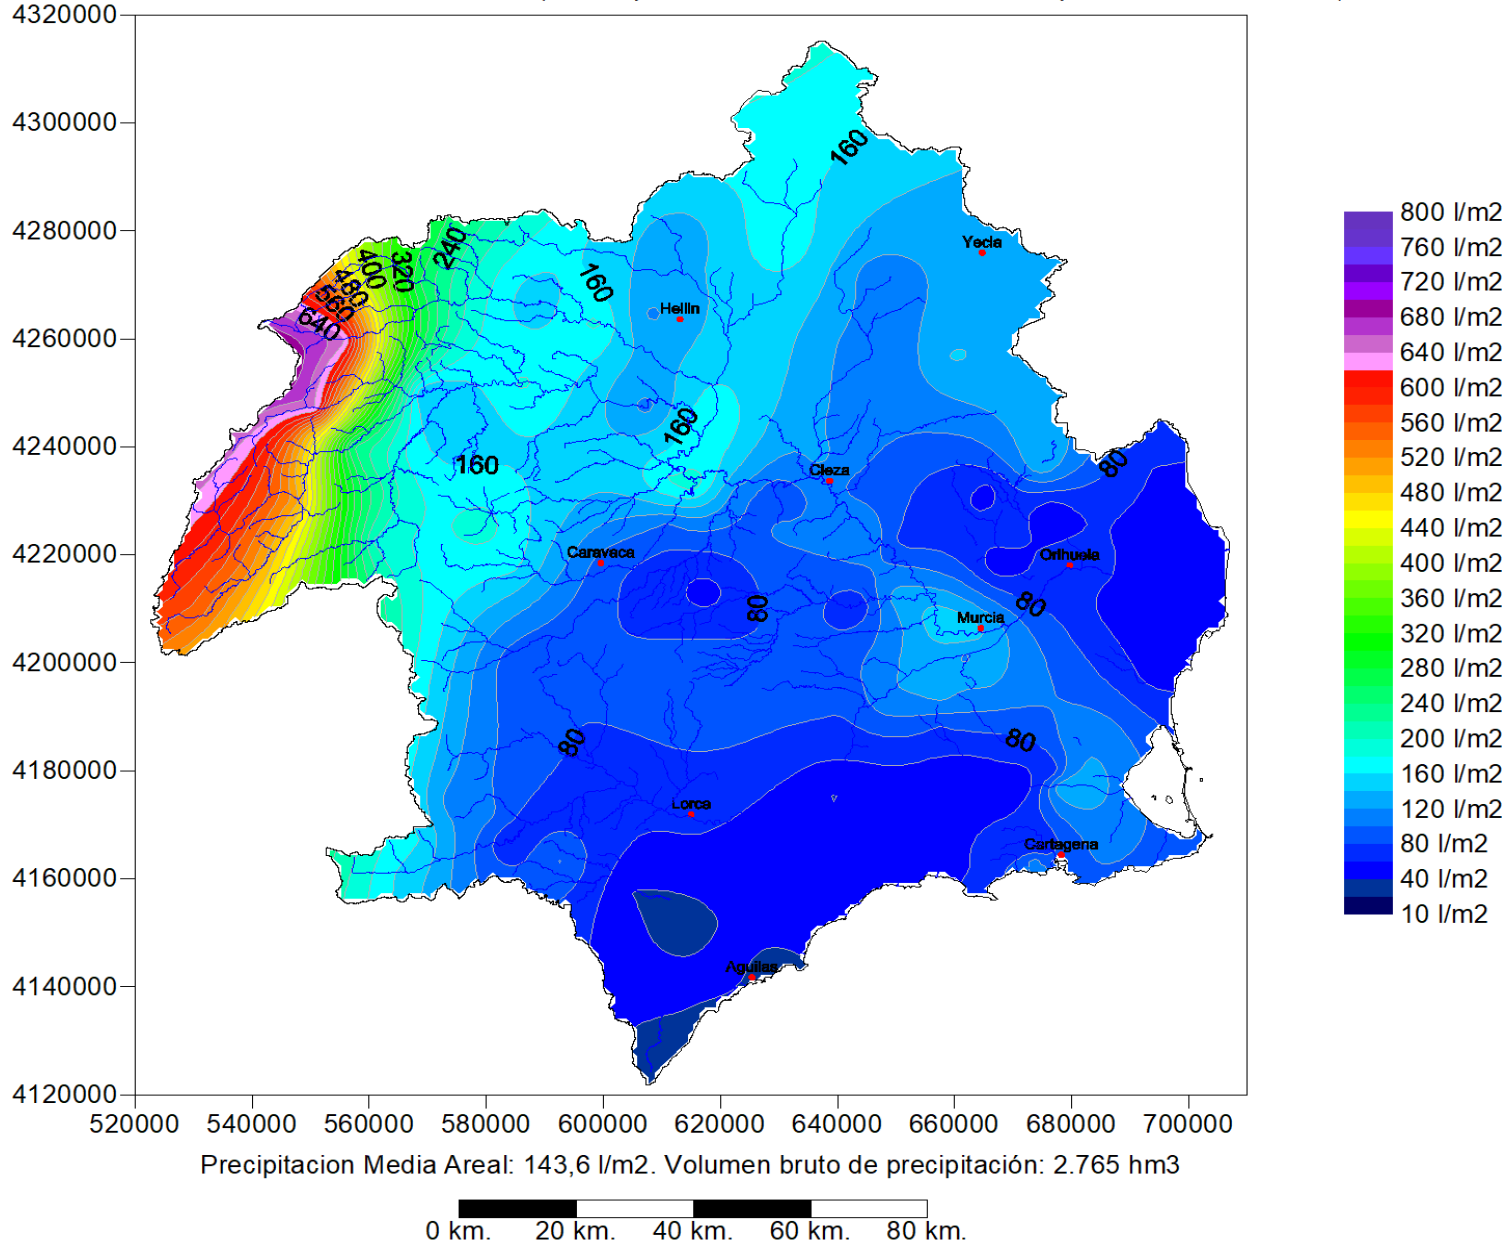 4320000
4300000
4280000
4260000
4240000
4220000
4200000
4180000
4160000
4140000
4120000
520000 540000 560000 580000 600000 620000 640000 660000 680000 700000
160
Yecla
240
320
400
480
560
640
160
Hellin
160
160
Cieza
80
Caravaca
Orihuela
80
80
Murcia
80
80
Lorca
Cartagena
Aguilas
800 l/m2
760 l/m2
720 l/m2
680 l/m2
640 l/m2
600 l/m2
560 l/m2
520 l/m2
480 l/m2
440 l/m2
400 l/m2
360 l/m2
320 l/m2
280 l/m2
240 l/m2
200 l/m2
160 l/m2
120 l/m2
80 l/m2
40 l/m2
10 l/m2
Precipitacion Media Areal: 143,6 l/m2. Volumen bruto de precipitación: 2.765 hm3
0 km. 20 km. 40 km. 60 km. 80 km.